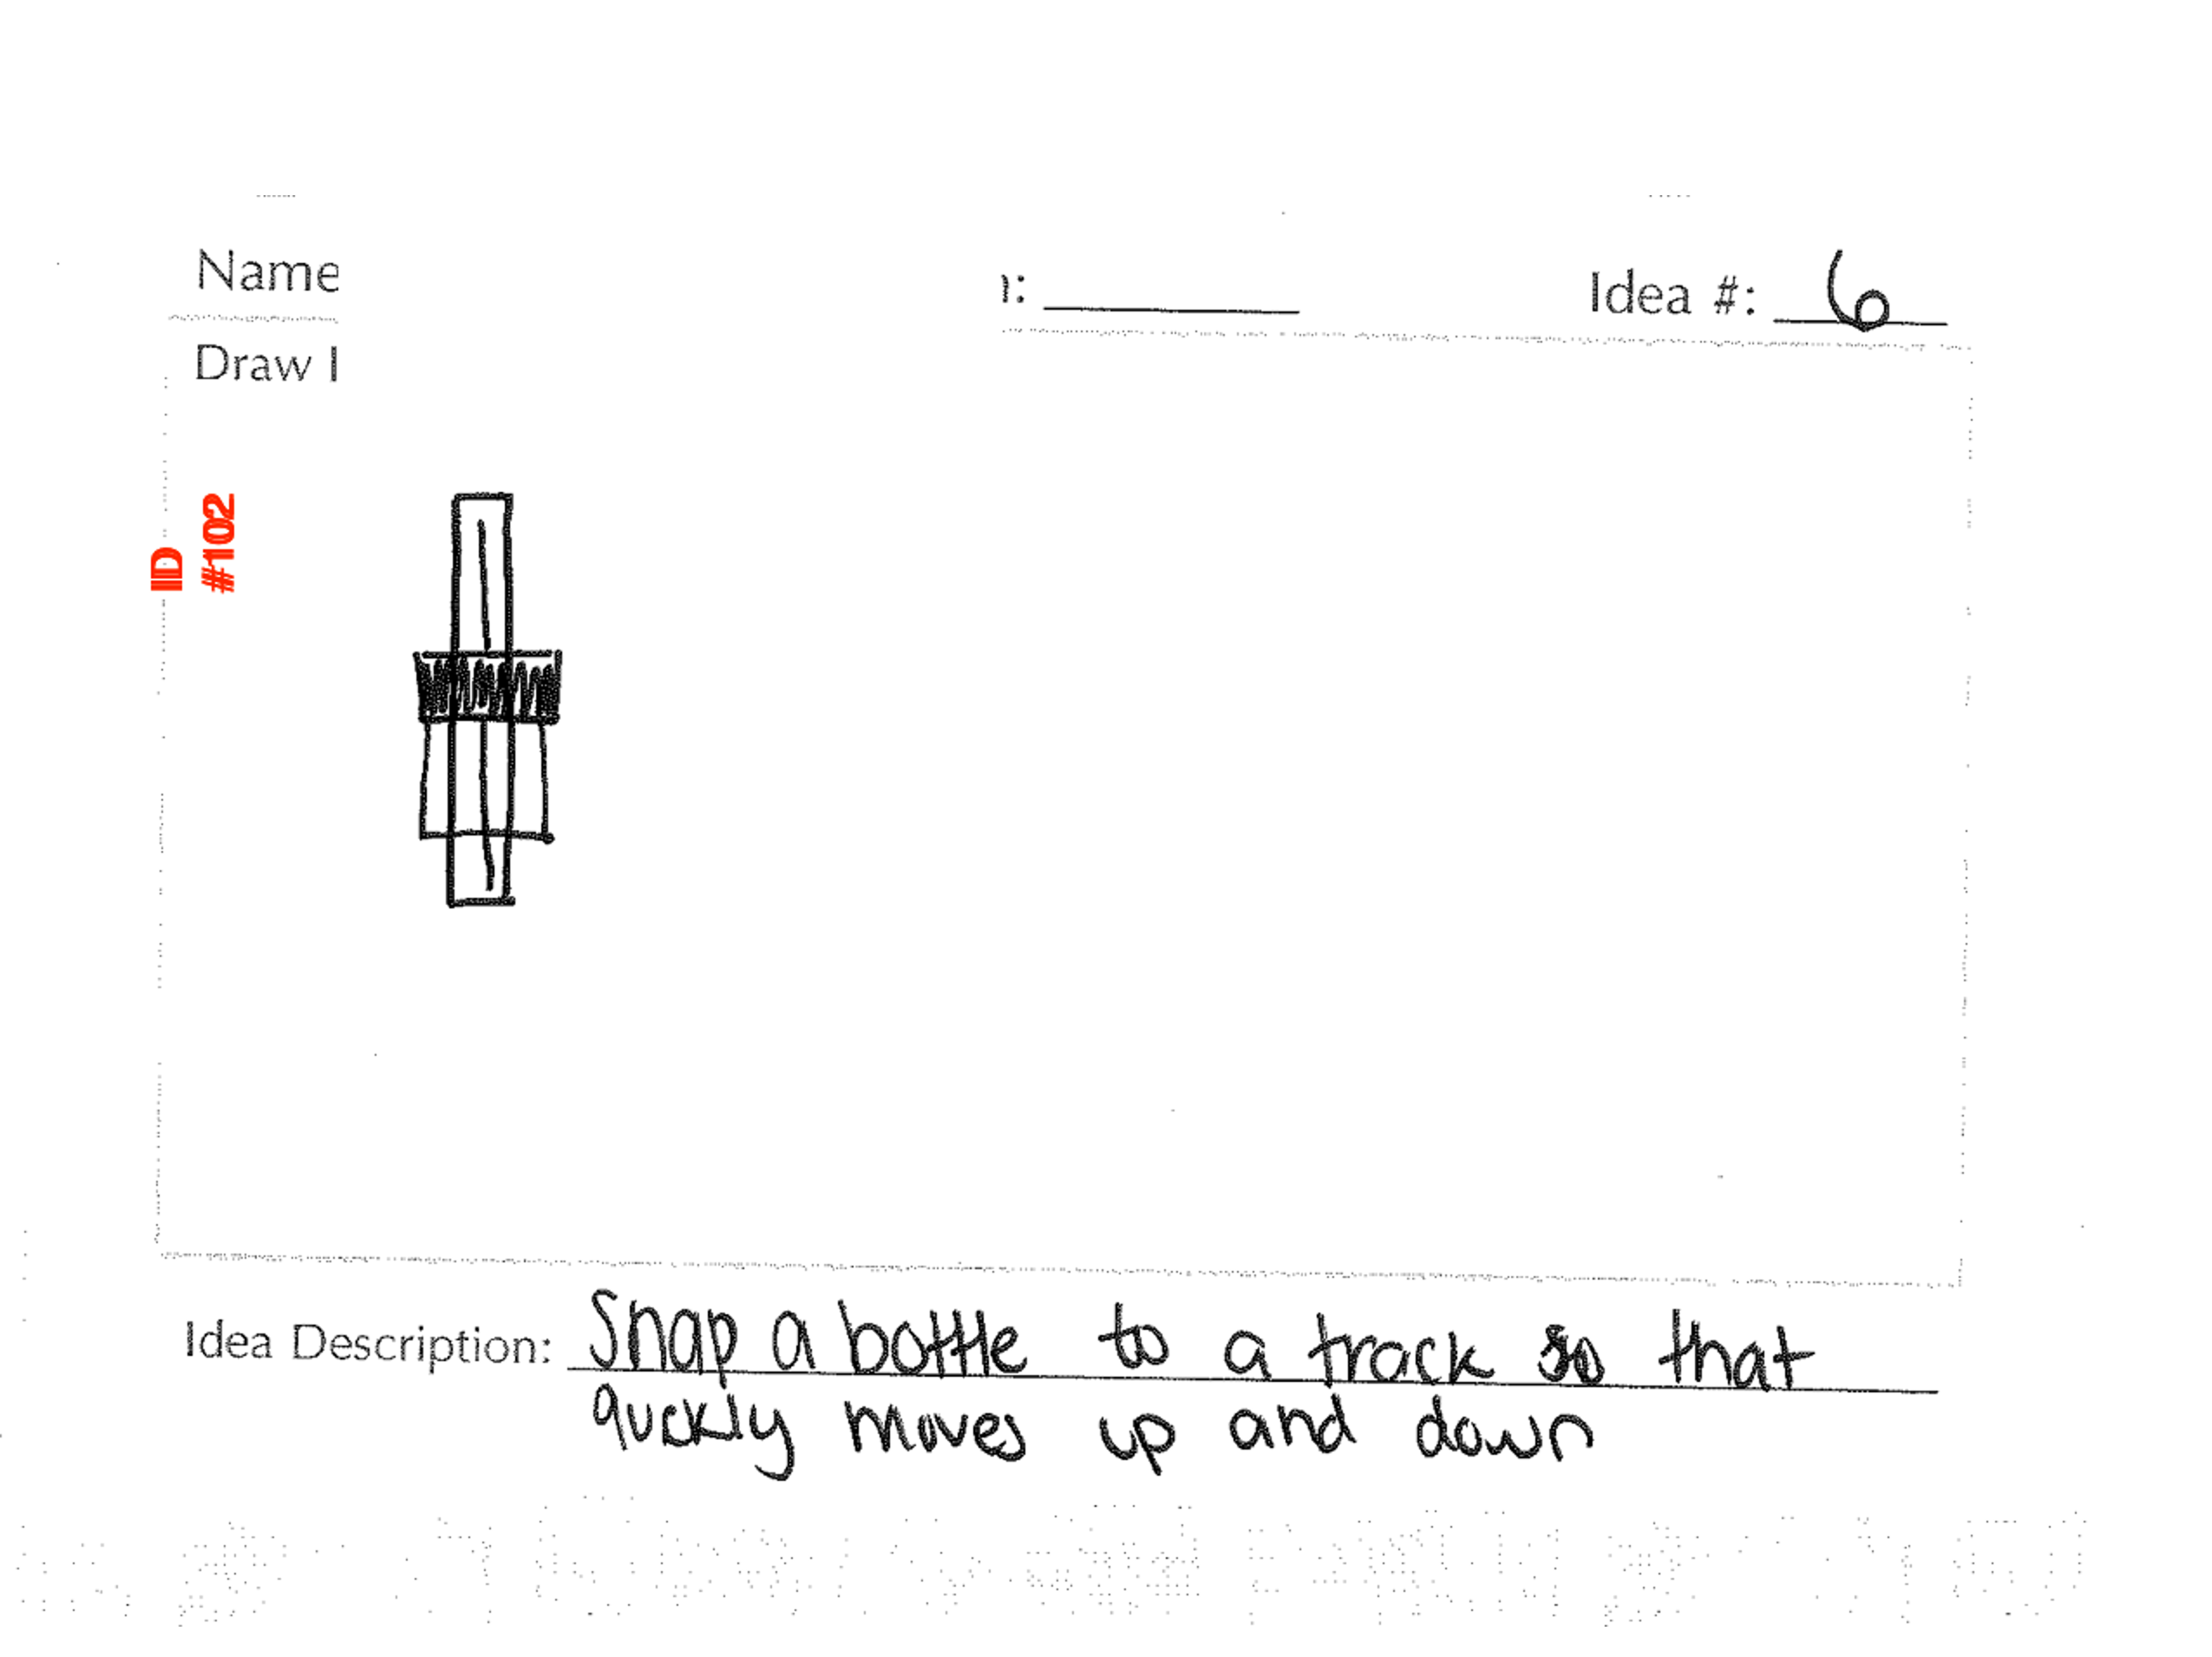 Name
ı: Idea #: 6
Draw I
ID
#102
Idea Description: Snap a bottle to a track so that
quickly moves up and down